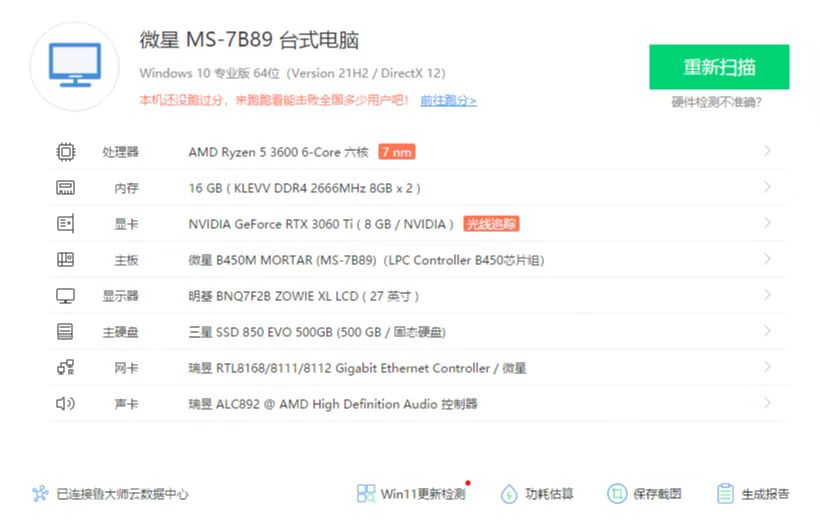 微星 MS-7B89 台式电脑
Windows 10 专业版 64位（Version 21H2 / DirectX 12）
本机还没跑过分，来跑跑看能击败全国多少用户吧！ 前往跑分>
重新扫描
硬件检测不准确?
处理器 AMD Ryzen 5 3600 6-Core 六核 7 nm
内存 16 GB ( KLEVV DDR4 2666MHz 8GB x 2 )
显卡 NVIDIA GeForce RTX 3060 Ti ( 8 GB / NVIDIA ) 光线追踪
主板 微星 B450M MORTAR (MS-7B89)（LPC Controller B450芯片组）
显示器 明基 BNQ7F2B ZOWIE XL LCD ( 27 英寸 )
主硬盘 三星 SSD 850 EVO 500GB (500 GB / 固态硬盘)
网卡 瑞昱 RTL8168/8111/8112 Gigabit Ethernet Controller / 微星
声卡 瑞昱 ALC892 @ AMD High Definition Audio 控制器
已连接鲁大师云数据中心 Win11更新检测 功耗估算 保存截图 生成报告